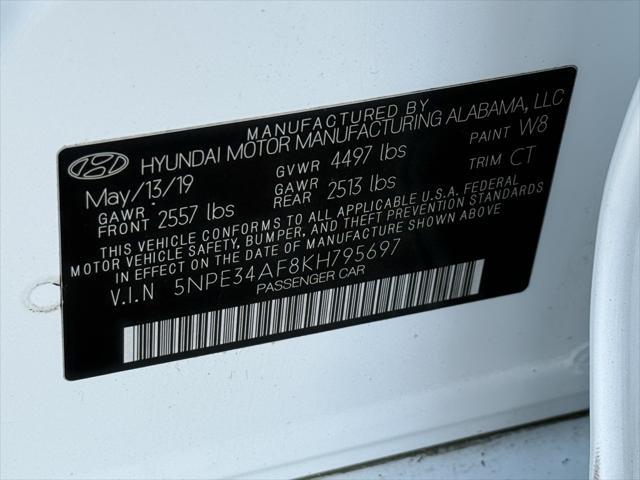 MANUFACTURED BY
HYUNDAI MOTOR MANUFACTURING ALABAMA, LLC
May/13/19 GVWR 4497 lbs PAINT W8
GAWR FRONT 2557 lbs GAWR REAR 2513 lbs TRIM CT
THIS VEHICLE CONFORMS TO ALL APPLICABLE U.S.A. FEDERAL
MOTOR VEHICLE SAFETY, BUMPER, AND THEFT PREVENTION STANDARDS
IN EFFECT ON THE DATE OF MANUFACTURE SHOWN ABOVE
V.I.N 5NPE34AF8KH795697
PASSENGER CAR